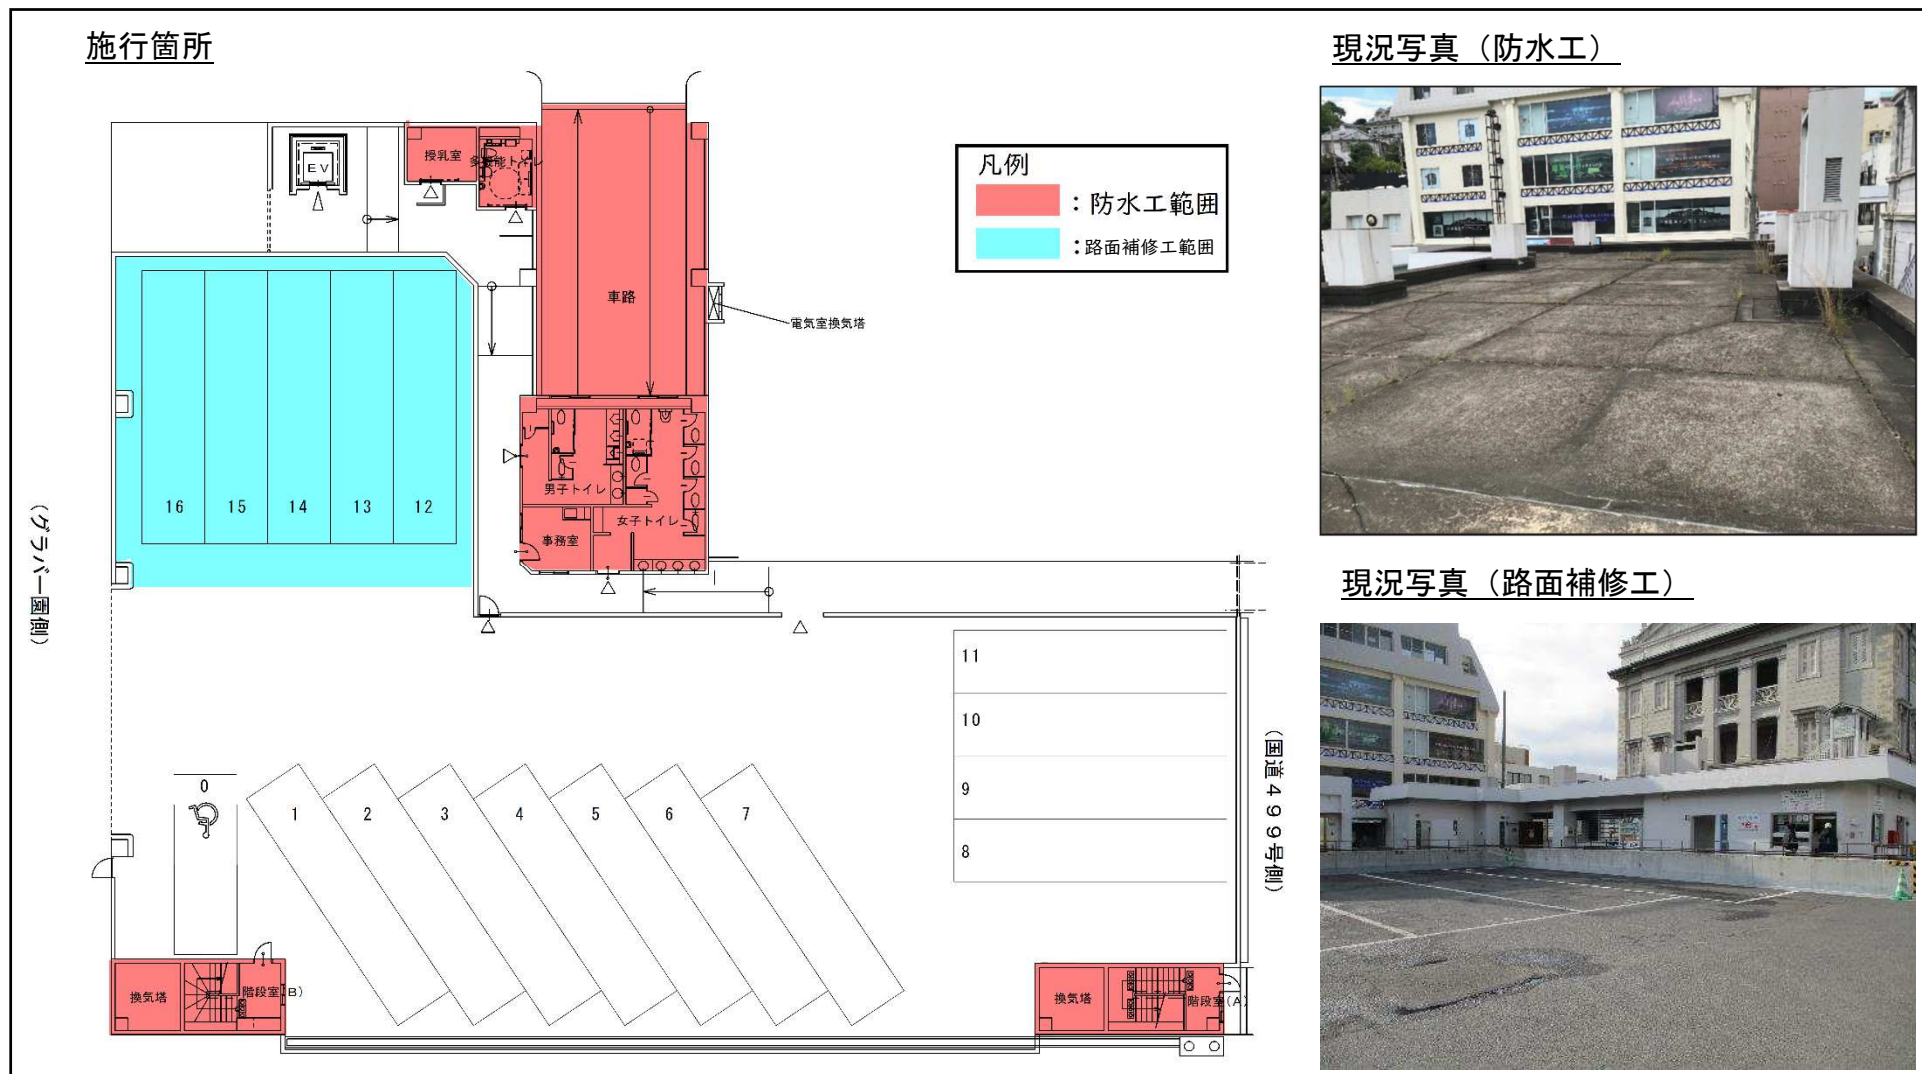 施行箇所
現況写真（防水工）
凡例
：防水工範囲
：路面補修工範囲
EV
授乳室
多機能トイレ
車路
電気室換気塔
16
15
14
13
12
男子トイレ
女子トイレ
事務室
（グラバー園側）
現況写真（路面補修工）
11
10
9
8
（国道４９９号側）
0
1
2
3
4
5
6
7
換気塔
階段室(B)
換気塔
階段室(A)